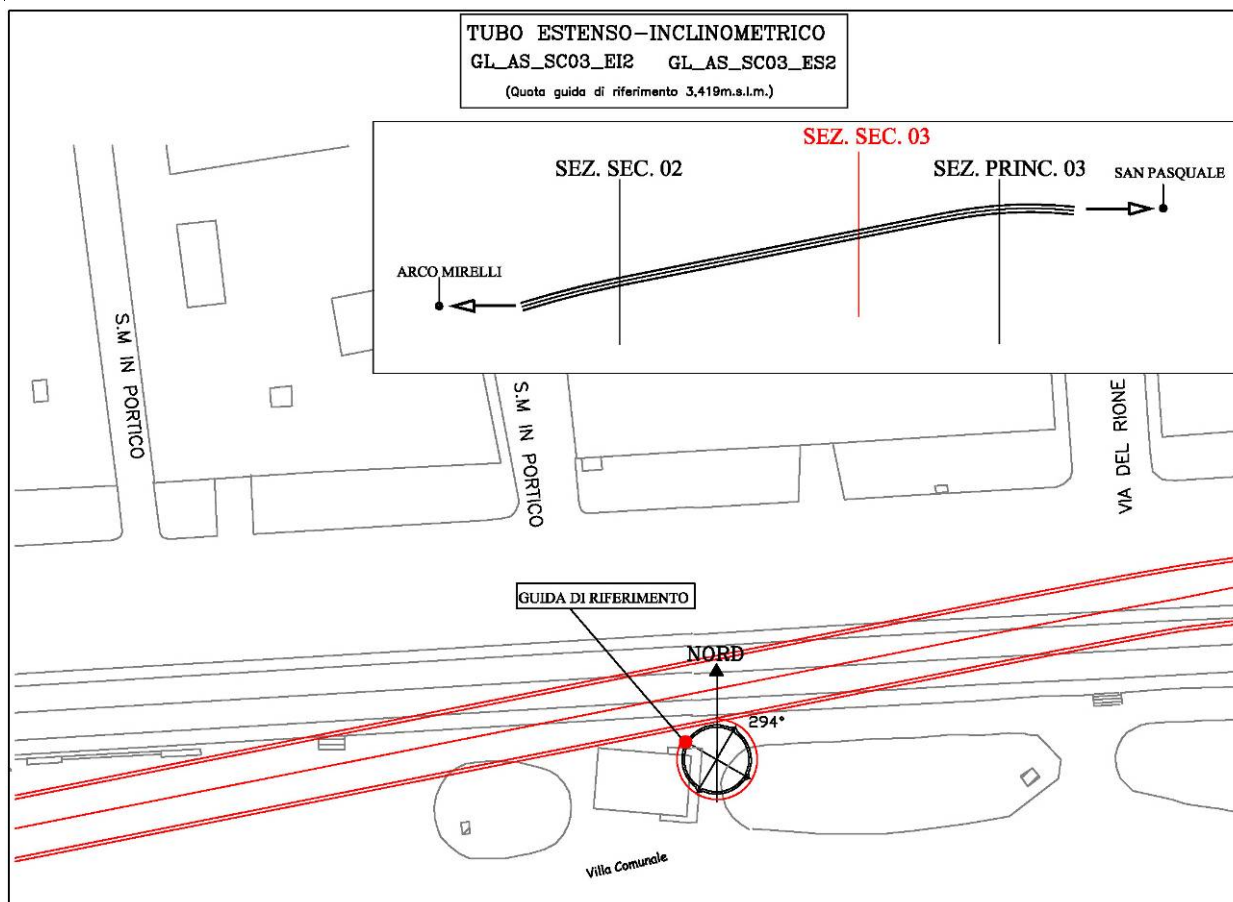 TUBO ESTENSO-INCLINOMETRICO
GL_AS_SC03_EI2 GL_AS_SC03_ES2
(Quota guida di riferimento 3,419m.s.l.m.)
SEZ. SEC. 03
SEZ. SEC. 02
SEZ. PRINC. 03
SAN PASQUALE
ARCO MIRELLI
S.M IN PORTICO
S.M IN PORTICO
VIA DEL RIONE
GUIDA DI RIFERIMENTO
NORD
294°
Villa Comunale